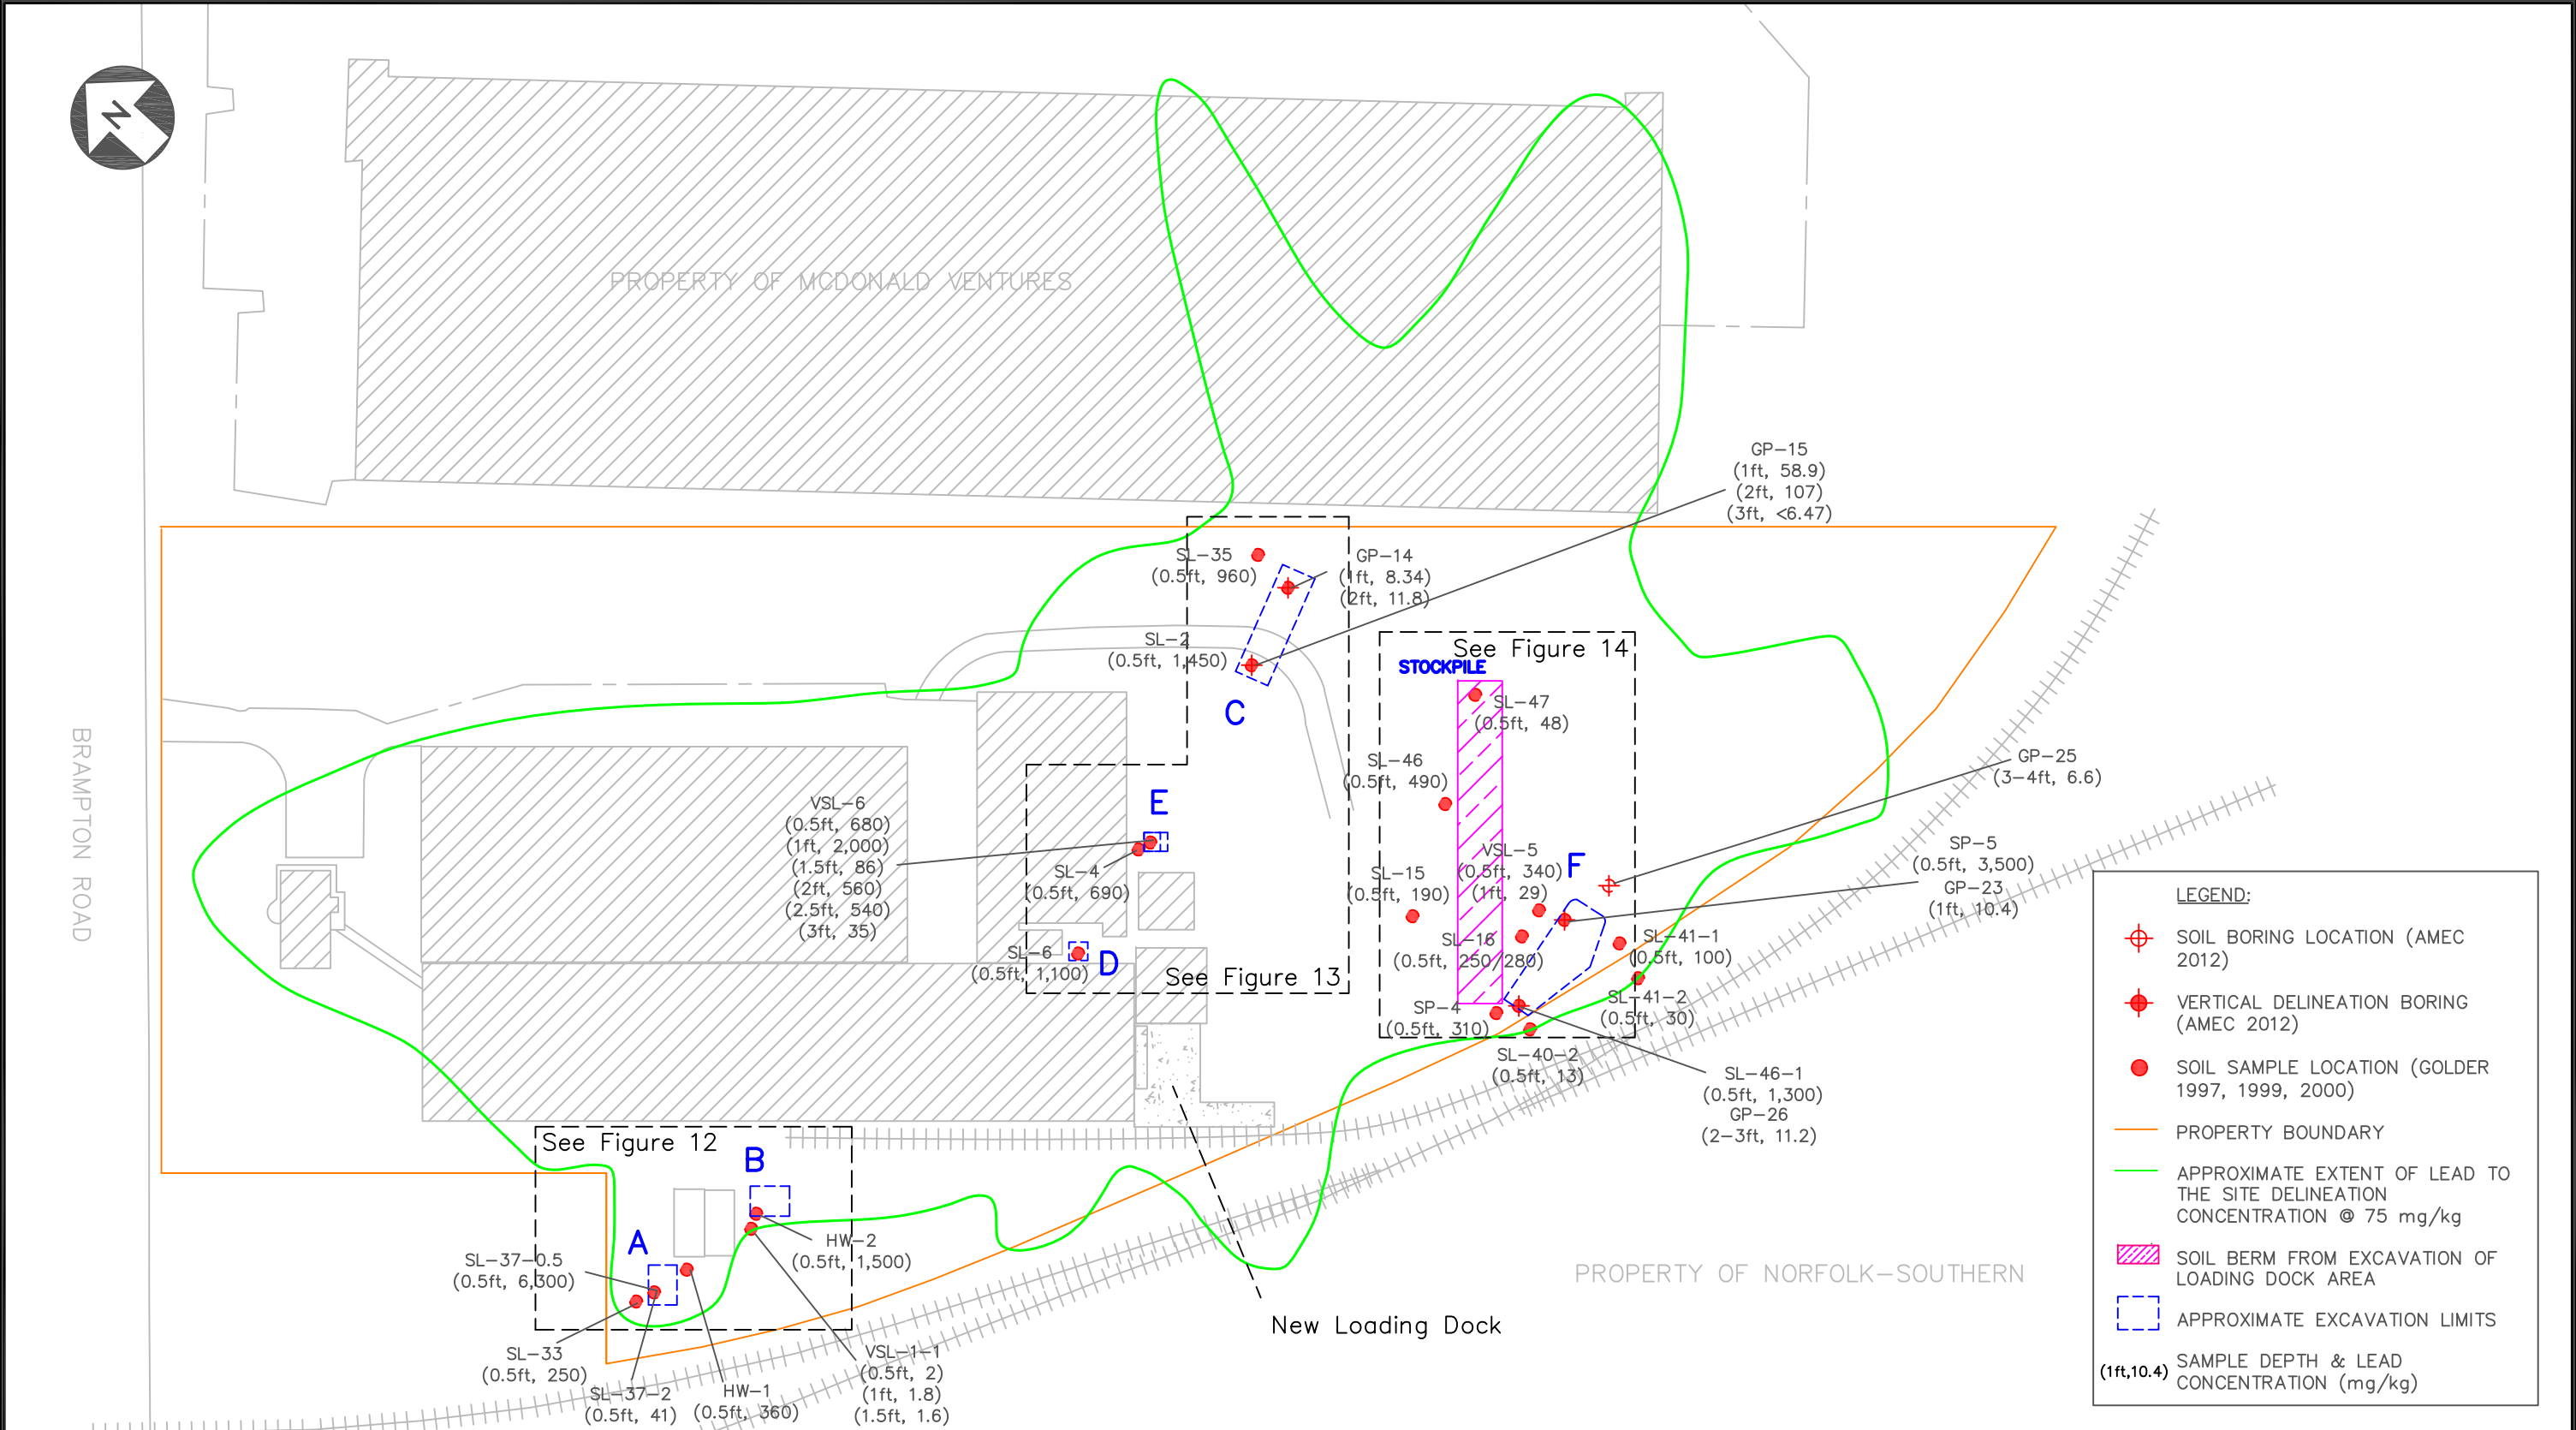 N
PROPERTY OF MCDONALD VENTURES
BRAMPTON ROAD
GP-15
(1ft, 58.9)
(2ft, 107)
(3ft, <6.47)
SL-35
(0.5ft, 960)
GP-14
(1ft, 8.34)
(2ft, 11.8)
SL-2
(0.5ft, 1,450)
C
See Figure 14
STOCKPILE
SL-47
(0.5ft, 48)
SL-46
(0.5ft, 490)
GP-25
(3-4ft, 6.6)
E
VSL-6
(0.5ft, 680)
(1ft, 2,000)
(1.5ft, 86)
(2ft, 560)
(2.5ft, 540)
(3ft, 35)
SL-4
(0.5ft, 690)
SL-15
(0.5ft, 190)
VSL-5
(0.5ft, 340)
(1ft, 29)
F
SP-5
(0.5ft, 3,500)
GP-23
(1ft, 10.4)
SL-6
(0.5ft, 1,100)
D
See Figure 13
SL-16
(0.5ft, 250/280)
SL-41-1
(0.5ft, 100)
SL-41-2
(0.5ft, 30)
SP-4
(0.5ft, 310)
SL-40-2
(0.5ft, 13)
SL-46-1
(0.5ft, 1,300)
GP-26
(2-3ft, 11.2)
See Figure 12
B
A
HW-2
(0.5ft, 1,500)
SL-37-0.5
(0.5ft, 6,300)
SL-33
(0.5ft, 250)
SL-37-2
(0.5ft, 41)
HW-1
(0.5ft, 360)
VSL-1-1
(0.5ft, 2)
(1ft, 1.8)
(1.5ft, 1.6)
New Loading Dock
PROPERTY OF NORFOLK-SOUTHERN
LEGEND:
SOIL BORING LOCATION (AMEC
2012)
VERTICAL DELINEATION BORING
(AMEC 2012)
SOIL SAMPLE LOCATION (GOLDER
1997, 1999, 2000)
PROPERTY BOUNDARY
APPROXIMATE EXTENT OF LEAD TO
THE SITE DELINEATION
CONCENTRATION @ 75 mg/kg
SOIL BERM FROM EXCAVATION OF
LOADING DOCK AREA
APPROXIMATE EXCAVATION LIMITS
(1ft,10.4)
SAMPLE DEPTH & LEAD
CONCENTRATION (mg/kg)